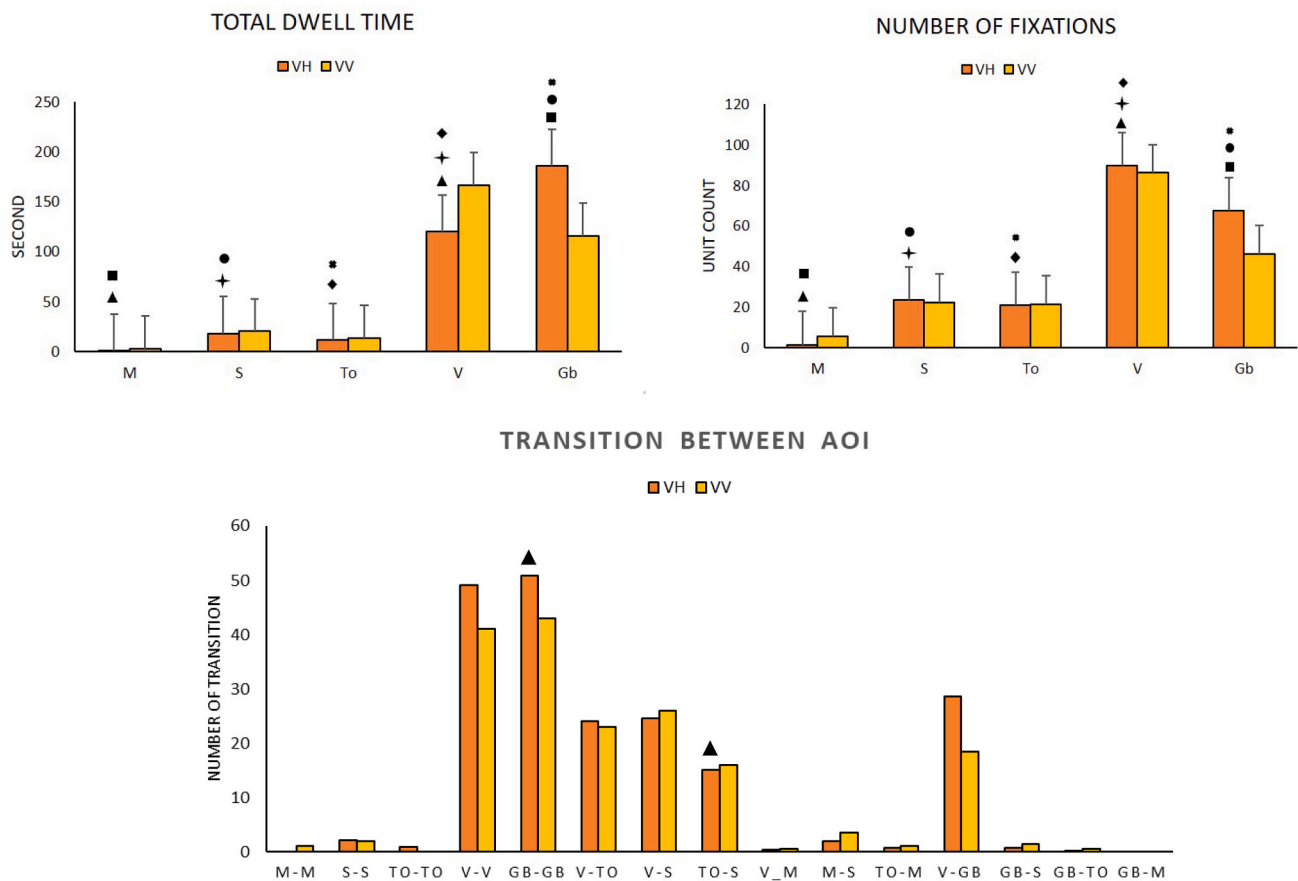 TOTAL DWELL TIME
VH VV
SECOND
250
200
150
100
50
0
M S To V Gb
NUMBER OF FIXATIONS
VH VV
UNIT COUNT
120
100
80
60
40
20
0
M S To V Gb
TRANSITION BETWEEN AOI
VH VV
NUMBER OF TRANSITION
60
50
40
30
20
10
0
M-M S-S TO-TO V-V GB-GB V-TO V-S TO-S V_M M-S TO-M V-GB GB-S GB-TO GB-M